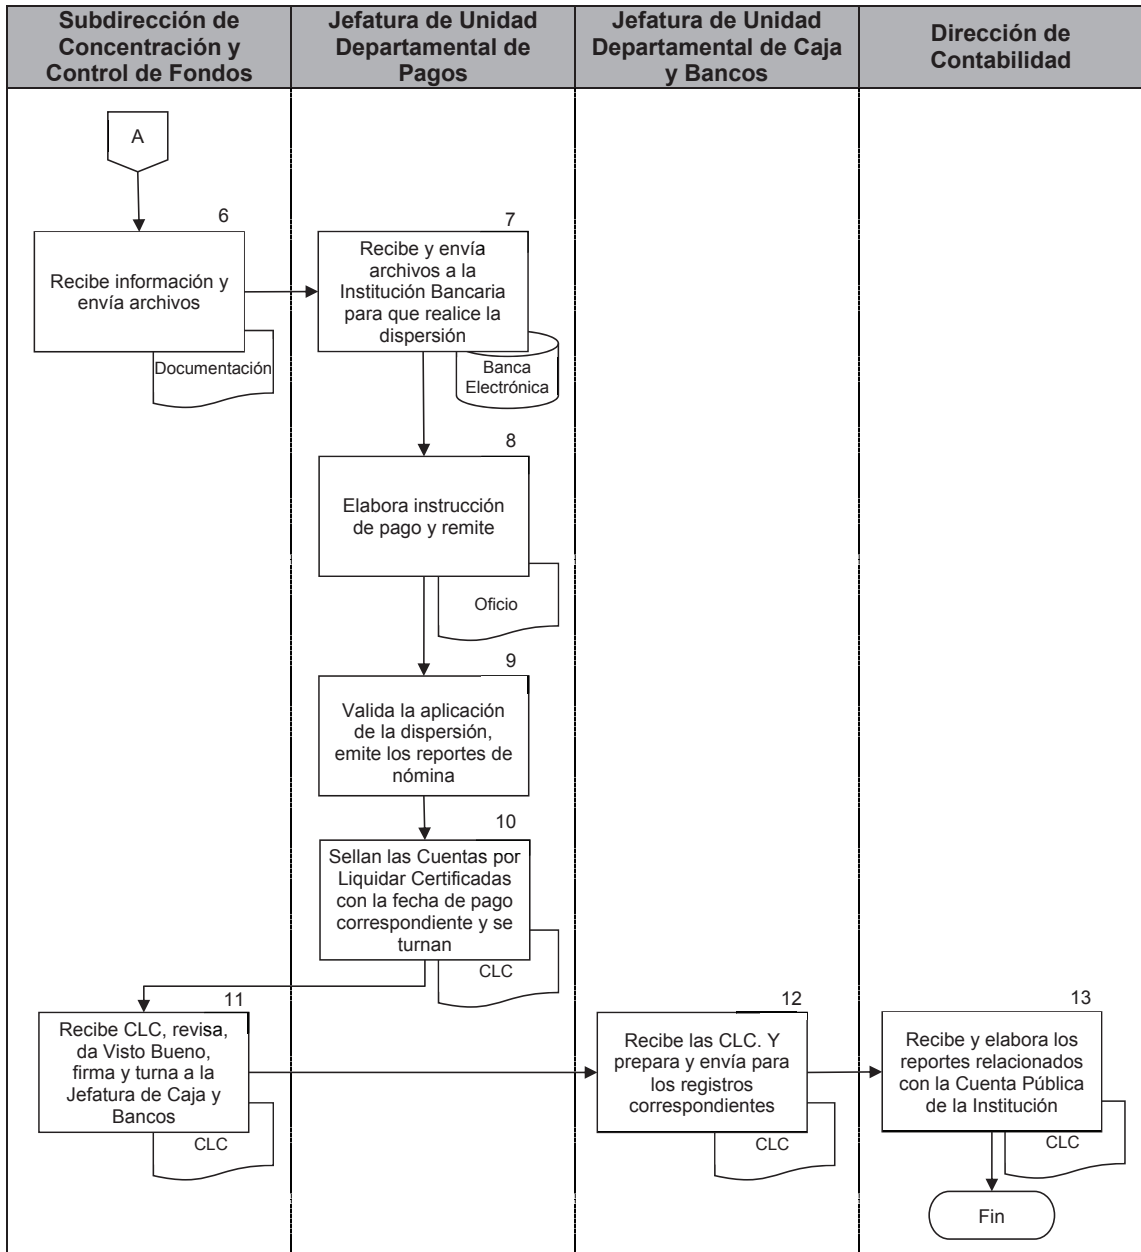 Subdirección de
Concentración y
Control de Fondos
Jefatura de Unidad
Departamental de
Pagos
Jefatura de Unidad
Departamental de Caja
y Bancos
Dirección de
Contabilidad
A
6
Recibe información y
envía archivos
Documentación
7
Recibe y envía
archivos a la
Institución Bancaria
para que realice la
dispersión
Banca
Electrónica
8
Elabora instrucción
de pago y remite
Oficio
9
Valida la aplicación
de la dispersión,
emite los reportes de
nómina
10
Sellan las Cuentas por
Liquidar Certificadas
con la fecha de pago
correspondiente y se
turnan
CLC
11
Recibe CLC, revisa,
da Visto Bueno,
firma y turna a la
Jefatura de Caja y
Bancos
CLC
12
Recibe las CLC. Y
prepara y envía para
los registros
correspondientes
CLC
13
Recibe y elabora los
reportes relacionados
con la Cuenta Pública
de la Institución
CLC
Fin